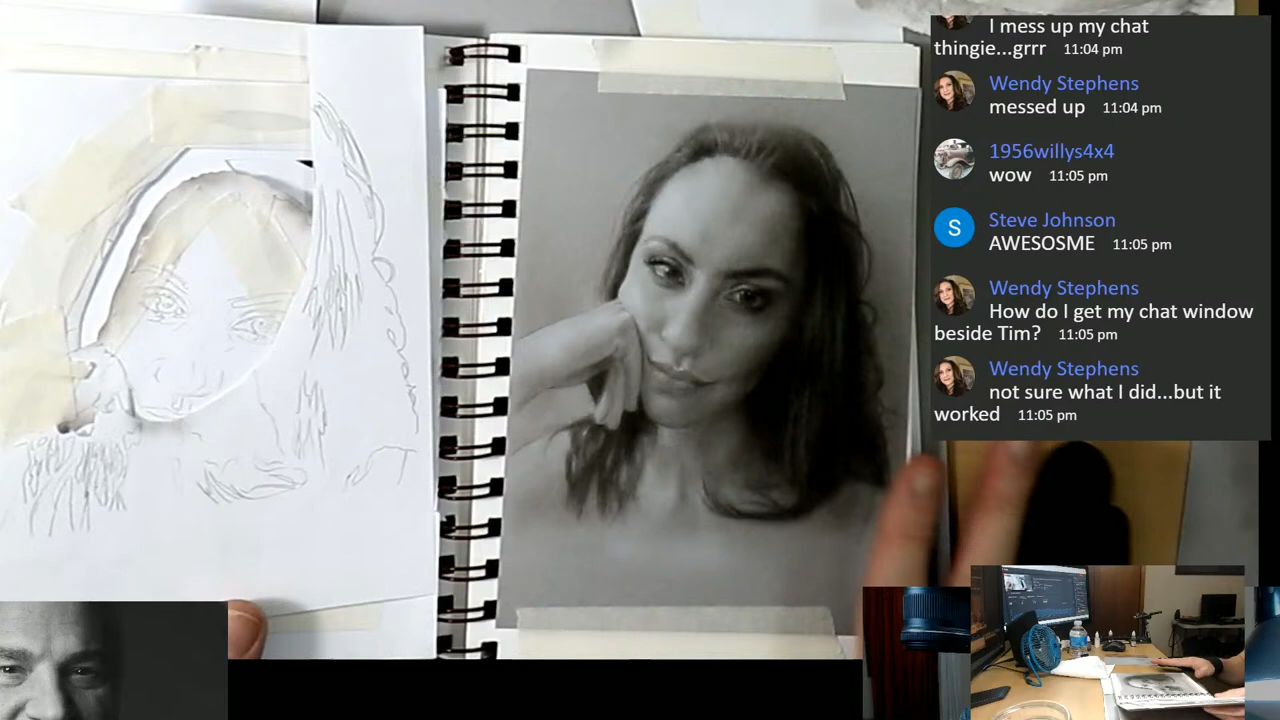 I mess up my chat
thingie...grrr 11:04 pm
Wendy Stephens
messed up 11:04 pm
1956willys4x4
wow 11:05 pm
S
Steve Johnson
AWESOSME 11:05 pm
Wendy Stephens
How do I get my chat window
beside Tim? 11:05 pm
Wendy Stephens
not sure what I did...but it
worked 11:05 pm